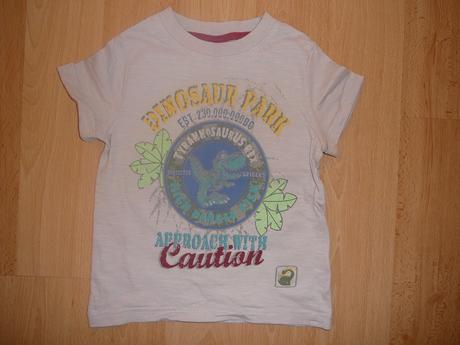 DINOSAUR PARK
EST. 230,000,000BC
TYRANNOSAURUS REX
APPROACH WITH
Caution